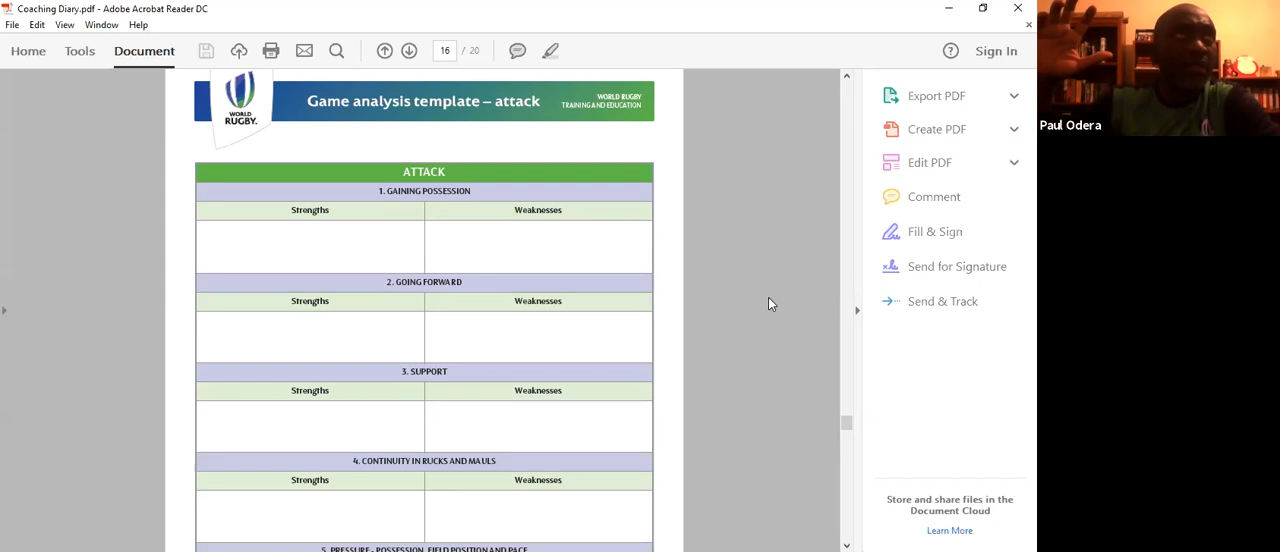 Coaching Diary.pdf - Adobe Acrobat Reader DC
File Edit View Window Help
Home Tools Document 16 / 20 Sign In
WORLD RUGBY.
Game analysis template – attack
WORLD RUGBY
TRAINING AND EDUCATION
ATTACK
1. GAINING POSSESSION
Strengths Weaknesses
2. GOING FORWARD
Strengths Weaknesses
3. SUPPORT
Strengths Weaknesses
4. CONTINUITY IN RUCKS AND MAULS
Strengths Weaknesses
5. PRESSURE - POSSESSION, FIELD POSITION AND PACE
Export PDF
Create PDF
Edit PDF
Comment
Fill & Sign
Send for Signature
Send & Track
Store and share files in the
Document Cloud
Learn More
Paul Odera